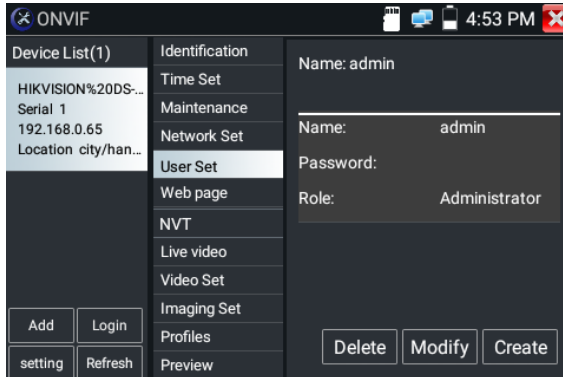 ONVIF
4:53 PM
Device List(1)
HIKVISION%20DS-...
Serial 1
192.168.0.65
Location city/han...
Add
Login
setting
Refresh
Identification
Time Set
Maintenance
Network Set
User Set
Web page
NVT
Live video
Video Set
Imaging Set
Profiles
Preview
Name: admin
Name: admin
Password:
Role: Administrator
Delete
Modify
Create